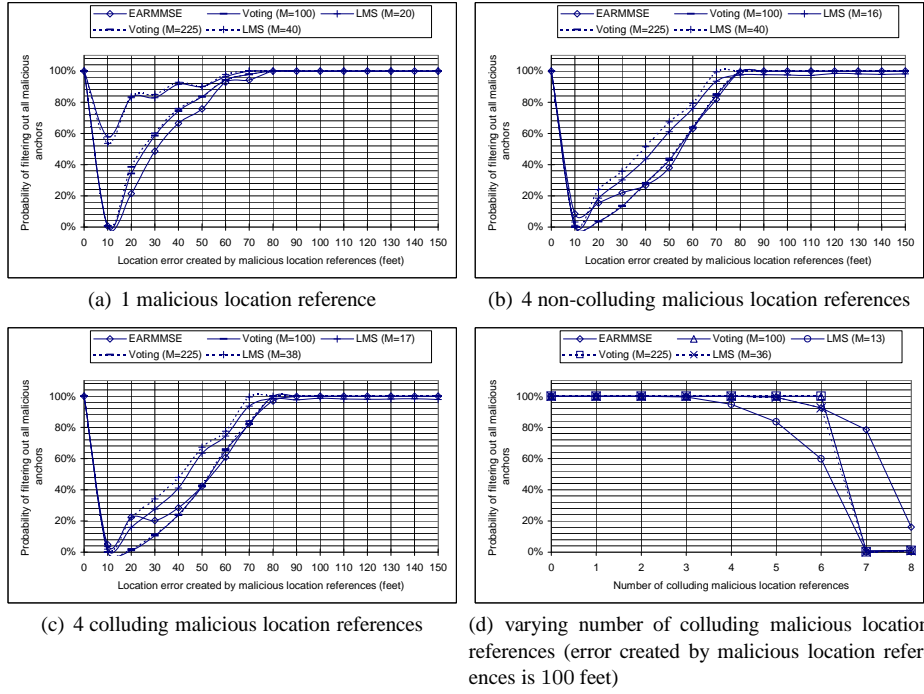 EARMMSE Voting (M=100) LMS (M=20)
Voting (M=225) LMS (M=40)
Probability of filtering out all malicious
anchors
100%
80%
60%
40%
20%
0%
0 10 20 30 40 50 60 70 80 90 100 110 120 130 140 150
Location error created by malicious location references (feet)
(a) 1 malicious location reference
EARMMSE Voting (M=100) LMS (M=16)
Voting (M=225) LMS (M=40)
Probability of filtering out all malicious
anchors
100%
80%
60%
40%
20%
0%
0 10 20 30 40 50 60 70 80 90 100 110 120 130 140 150
Location error created by malicious location references (feet)
(b) 4 non-colluding malicious location references
EARMMSE Voting (M=100) LMS (M=17)
Voting (M=225) LMS (M=38)
Probability of filtering out all malicious
anchors
100%
80%
60%
40%
20%
0%
0 10 20 30 40 50 60 70 80 90 100 110 120 130 140 150
Location error created by malicious location references (feet)
(c) 4 colluding malicious location references
EARMMSE Voting (M=100) LMS (M=13)
Voting (M=225) LMS (M=36)
Probability of filtering out all malicious
anchors
100%
80%
60%
40%
20%
0%
0 1 2 3 4 5 6 7 8
Number of colluding malicious location references
(d) varying number of colluding malicious location
references (error created by malicious location refer-
ences is 100 feet)